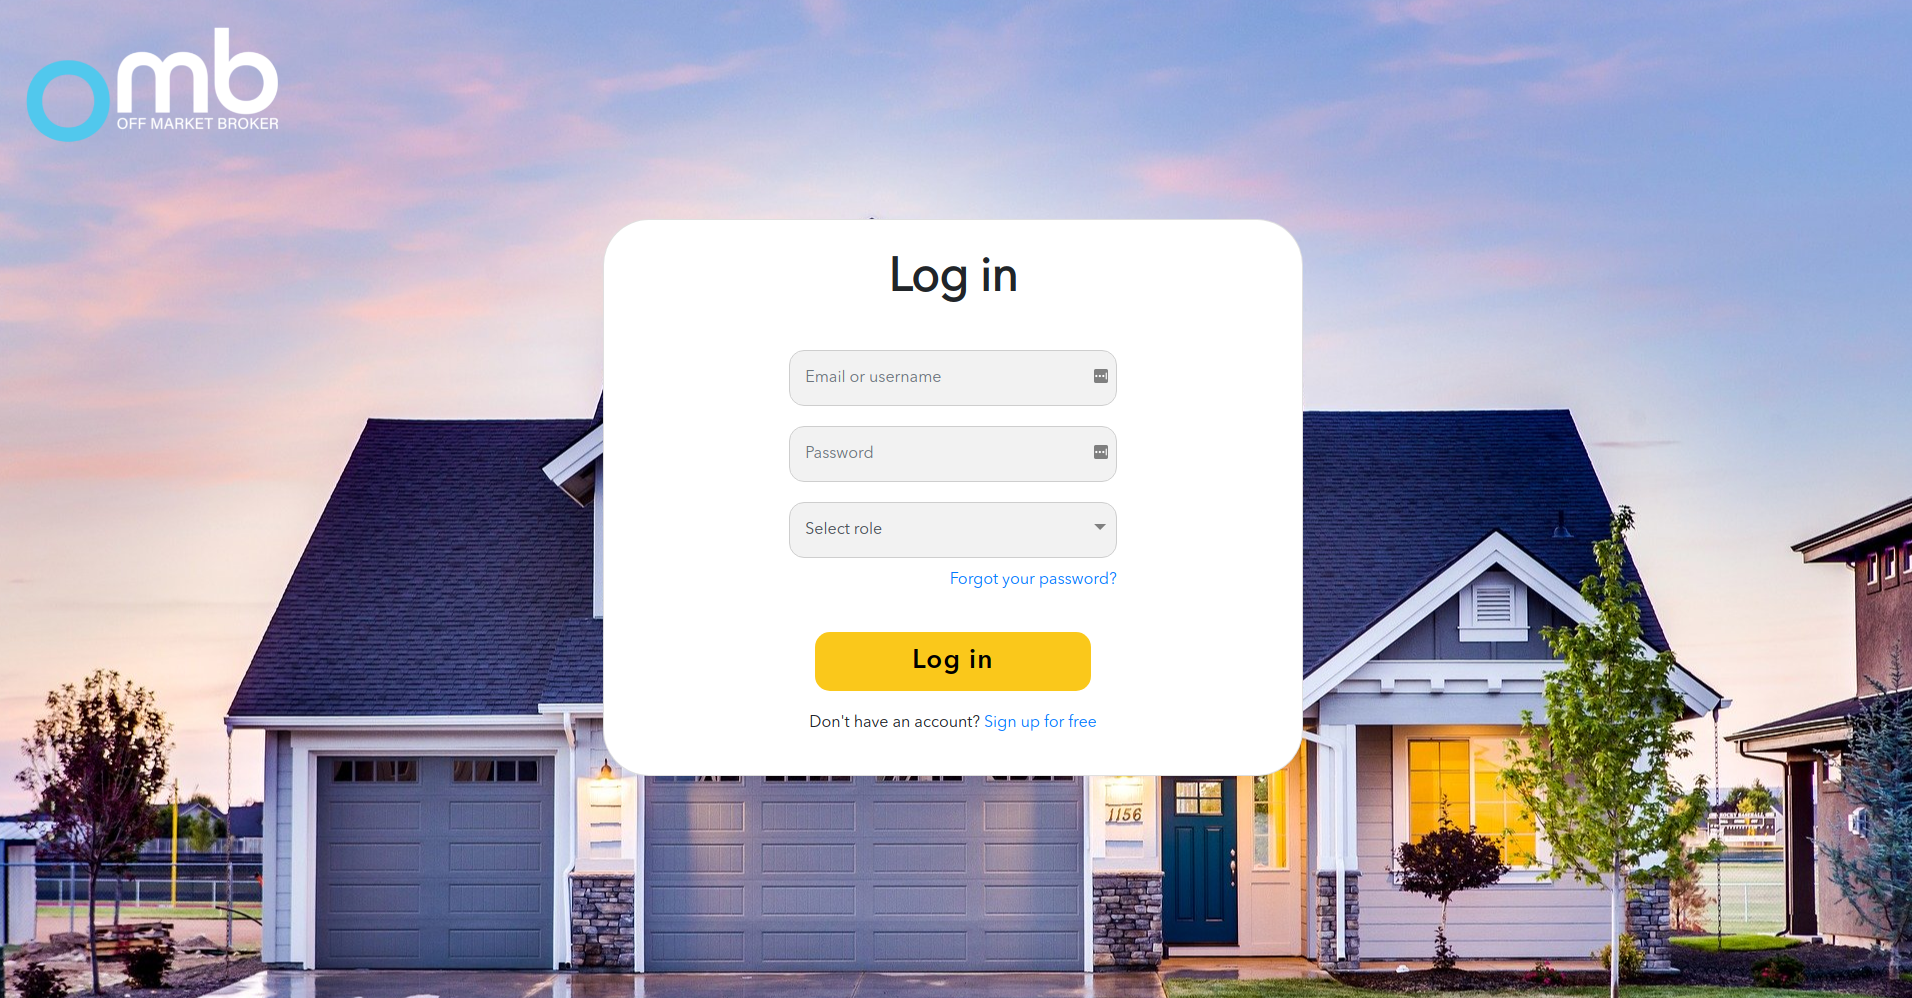 omb
OFF MARKET BROKER
Log in
Email or username
Password
Select role
Forgot your password?
Log in
Don't have an account? Sign up for free
1156